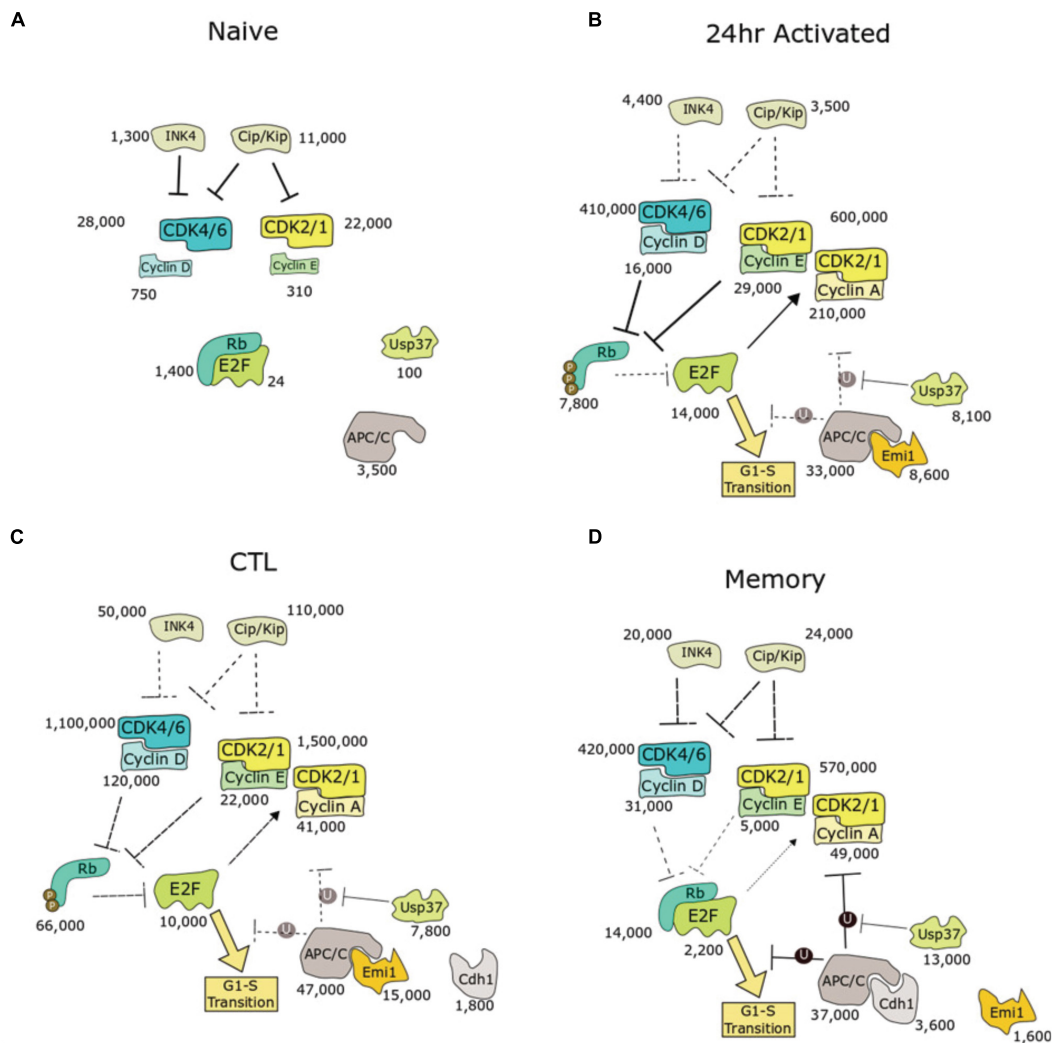 A
Naive
1,300
INK4
Cip/Kip
11,000
28,000
CDK4/6
CDK2/1
22,000
Cyclin D
Cyclin E
750
310
Rb
E2F
1,400
24
Usp37
100
APC/C
3,500
B
24hr Activated
4,400
INK4
Cip/Kip
3,500
410,000
CDK4/6
Cyclin D
16,000
600,000
CDK2/1
Cyclin E
29,000
CDK2/1
Cyclin A
210,000
Rb
P
P
P
7,800
E2F
14,000
U
U
Usp37
8,100
APC/C
Emi1
33,000
8,600
G1-S
Transition
C
CTL
50,000
INK4
Cip/Kip
110,000
1,100,000
CDK4/6
Cyclin D
120,000
1,500,000
CDK2/1
Cyclin E
22,000
CDK2/1
Cyclin A
41,000
Rb
P
P
66,000
E2F
10,000
U
U
Usp37
7,800
APC/C
Emi1
47,000
15,000
Cdh1
1,800
G1-S
Transition
D
Memory
20,000
INK4
Cip/Kip
24,000
420,000
CDK4/6
Cyclin D
31,000
570,000
CDK2/1
Cyclin E
5,000
CDK2/1
Cyclin A
49,000
Rb
E2F
14,000
2,200
U
U
Usp37
13,000
APC/C
Cdh1
37,000
3,600
Emi1
1,600
G1-S
Transition